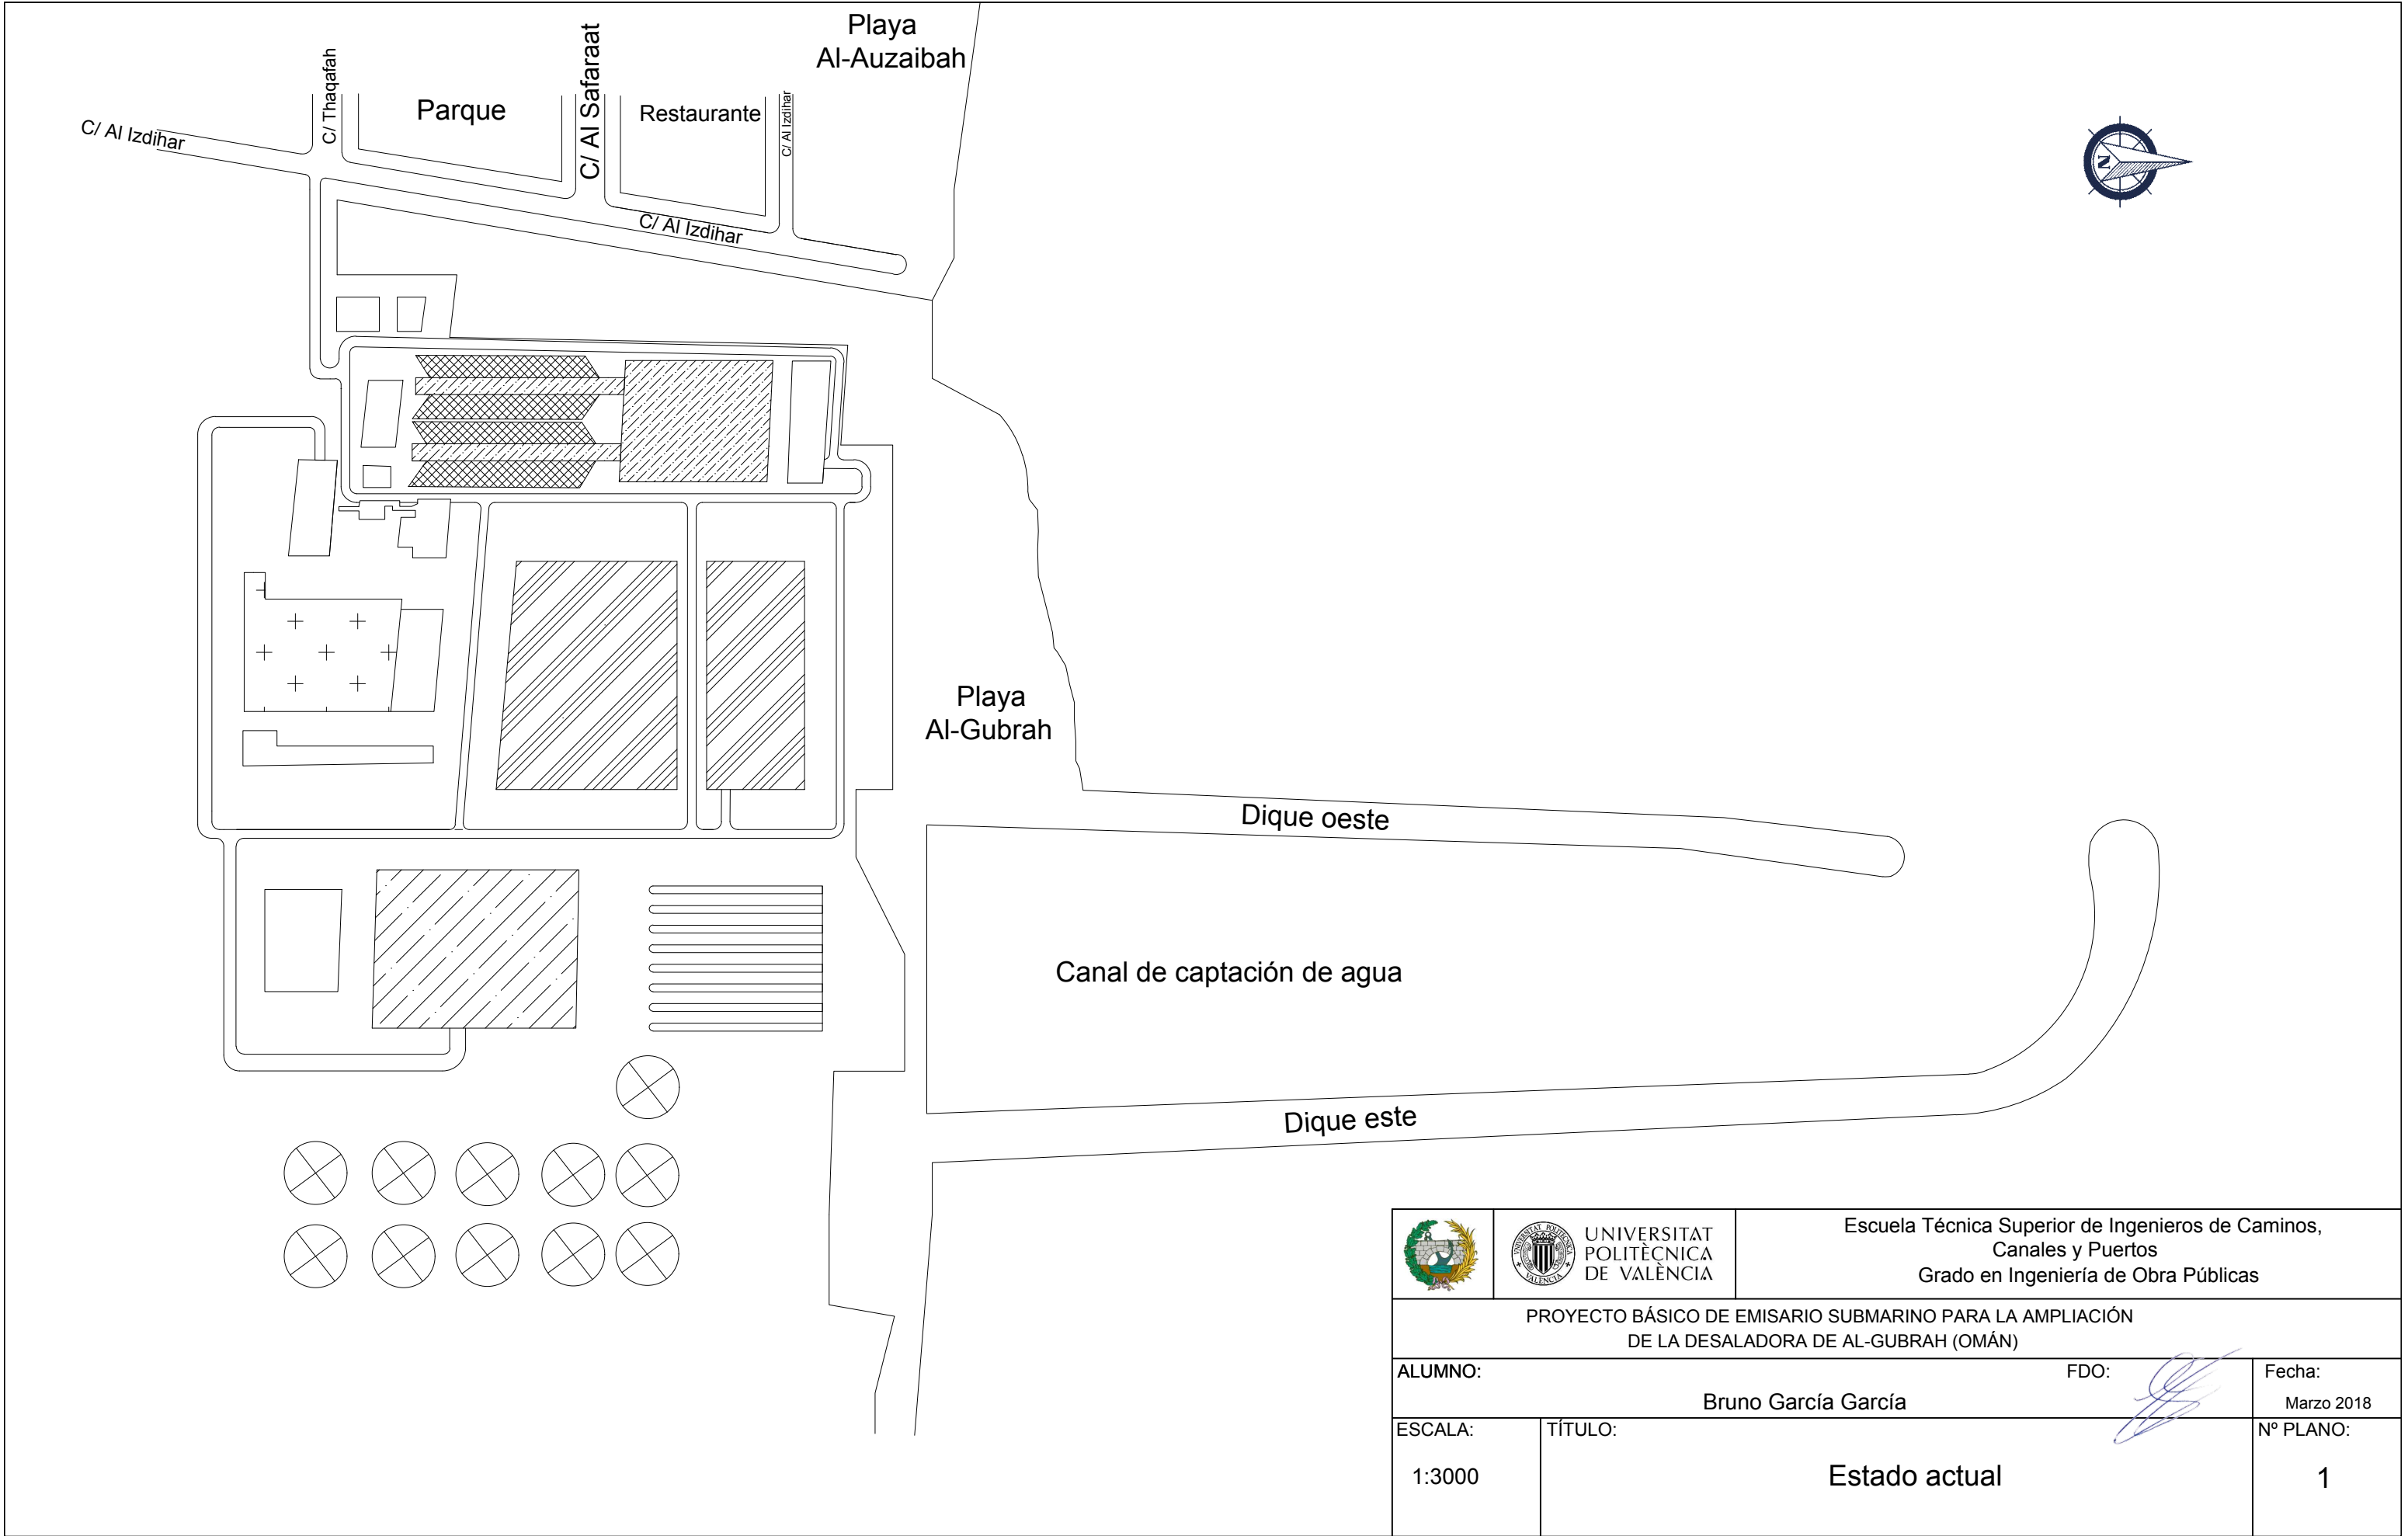 Playa
Al-Auzaibah
C/ Al Izdihar
C/ Thaqafah
Parque
C/ Al Safaraat
Restaurante
C/ Al Izdihar
C/ Al Izdihar
N
Playa
Al-Gubrah
Dique oeste
Canal de captación de agua
Dique este
UNIVERSITAT
POLITÈCNICA
DE VALÈNCIA
Escuela Técnica Superior de Ingenieros de Caminos,
Canales y Puertos
Grado en Ingeniería de Obra Públicas
PROYECTO BÁSICO DE EMISARIO SUBMARINO PARA LA AMPLIACIÓN
DE LA DESALADORA DE AL-GUBRAH (OMÁN)
ALUMNO:
Bruno García García
FDO:
Fecha:
Marzo 2018
ESCALA:
1:3000
TÍTULO:
Estado actual
Nº PLANO:
1